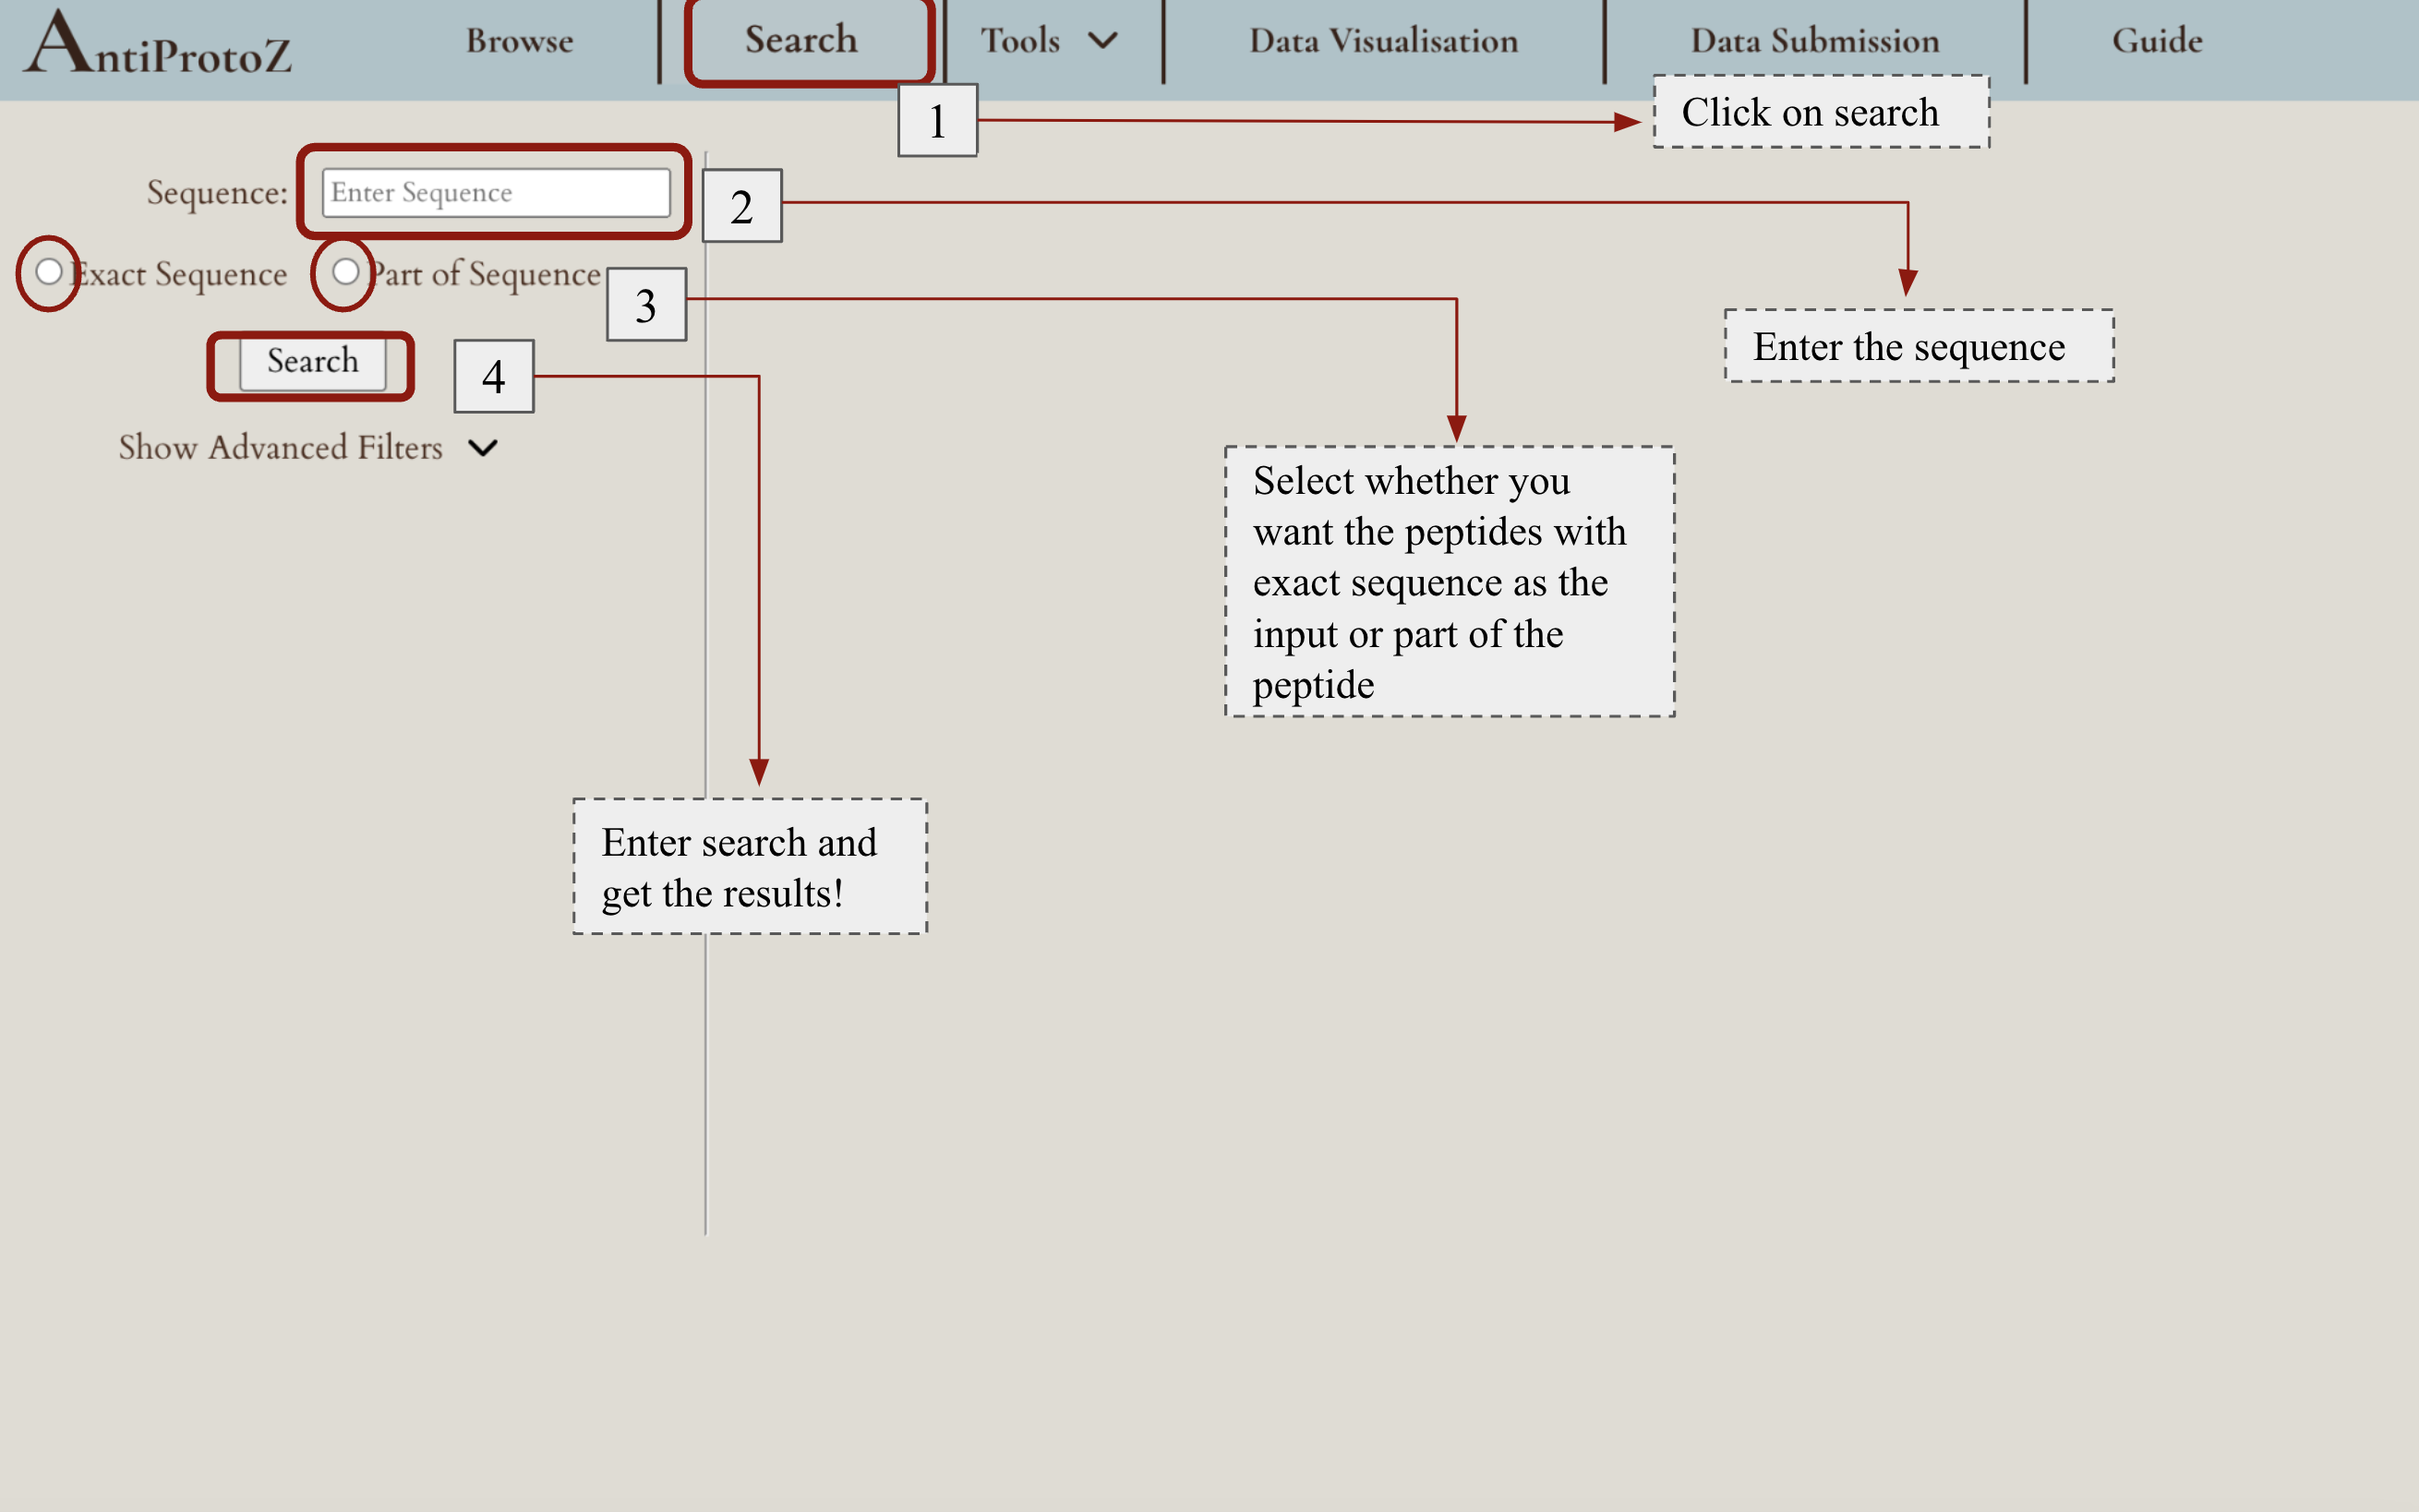 AntiProtoZ
Browse
Search
Tools
Data Visualisation
Data Submission
Guide
1
Click on search
Sequence:
Enter Sequence
2
Exact Sequence
Part of Sequence
3
Enter the sequence
Search
4
Show Advanced Filters
Select whether you
want the peptides with
exact sequence as the
input or part of the
peptide
Enter search and
get the results!